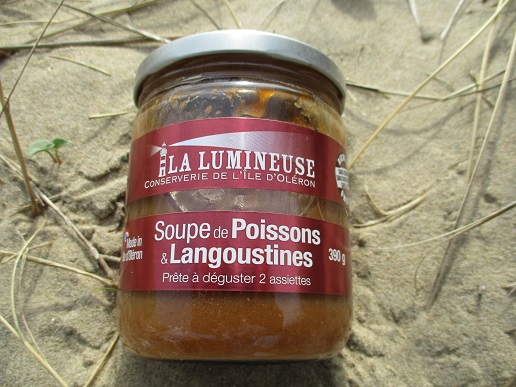 LA LUMINEUSE
CONSERVERIE DE L'ÎLE D'OLÉRON
Soupe de Poissons
& Langoustines
390 g
Prête à déguster 2 assiettes
Made in
d'Oléron